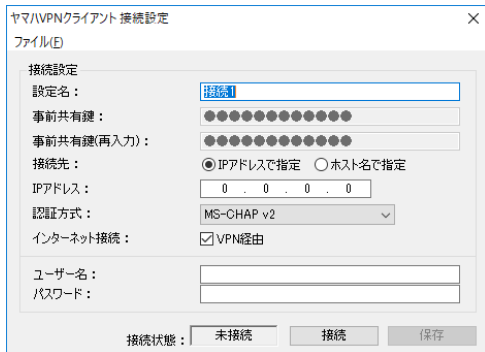 ヤマハVPNクライアント 接続設定
ファイル(F)
接続設定
設定名：
接続1
事前共有鍵：
●●●●●●●●●●●●
事前共有鍵(再入力)：
●●●●●●●●●●●●
接続先：
IPアドレスで指定 ホスト名で指定
IPアドレス：
0 . 0 . 0 . 0
認証方式：
MS-CHAP v2
インターネット接続：
VPN経由
ユーザー名：
パスワード：
接続状態： 未接続 接続 保存